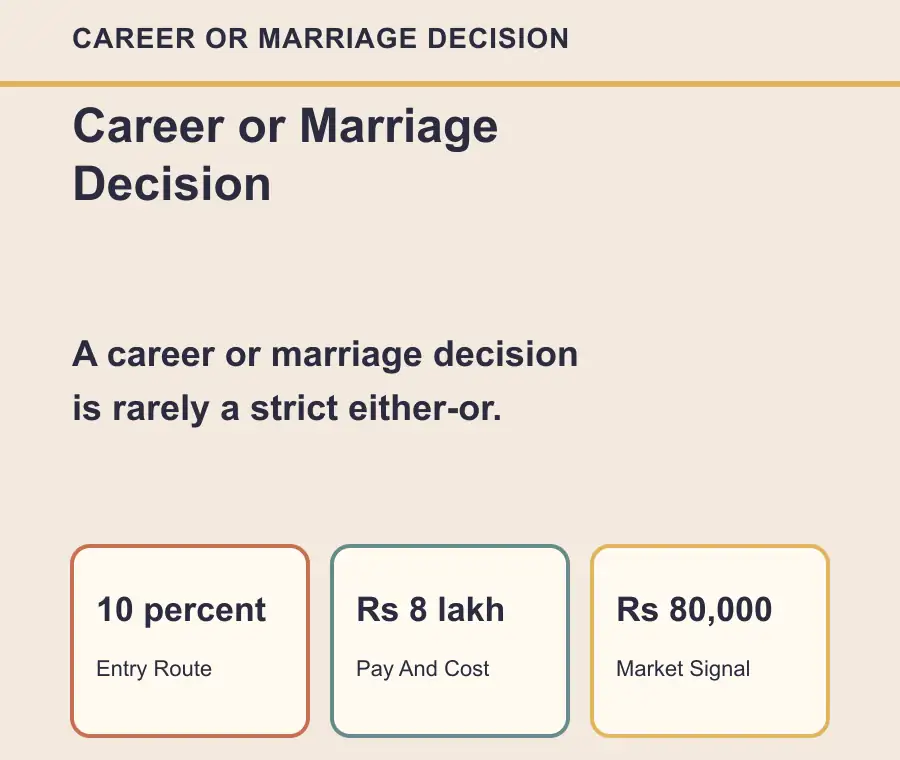 CAREER OR MARRIAGE DECISION
Career or Marriage
Decision
A career or marriage decision
is rarely a strict either-or.
10 percent
Entry Route
Rs 8 lakh
Pay And Cost
Rs 80,000
Market Signal